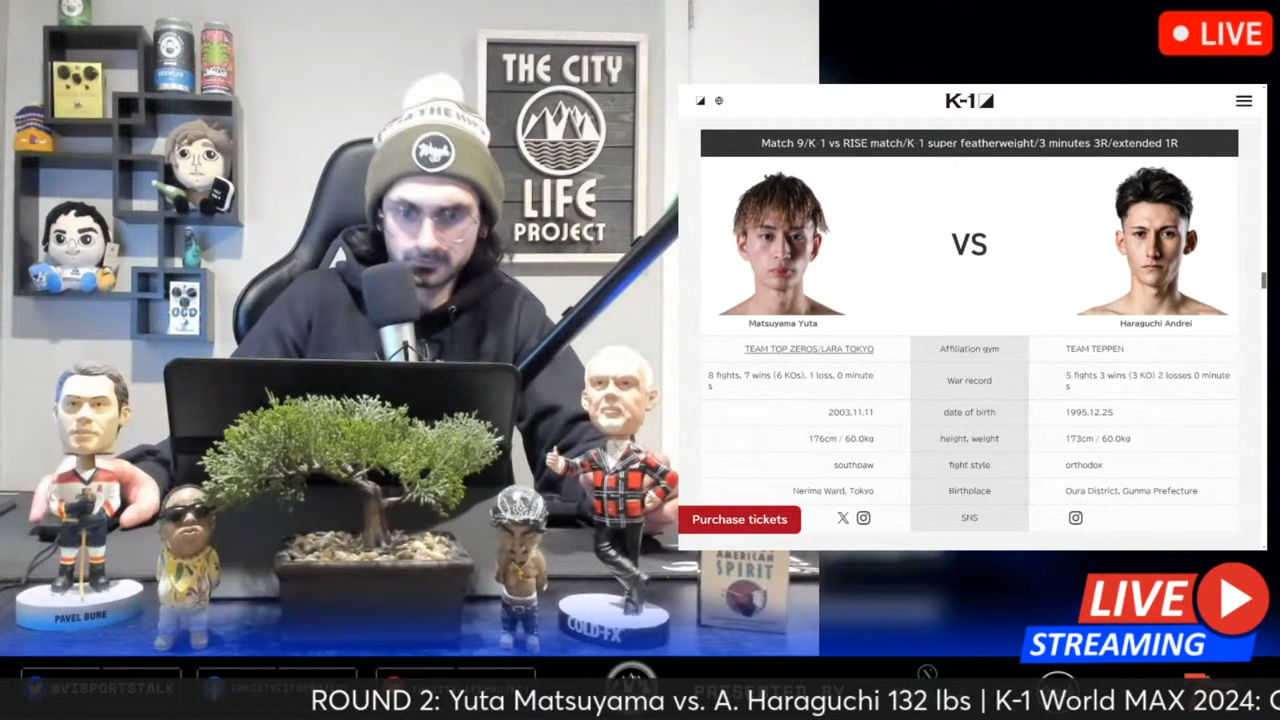 LIVE
THE CITY
LIFE
PROJECT
K-1
Match 9/K 1 vs RISE match/K 1 super featherweight/3 minutes 3R/extended 1R
VS
Matsuyama Yuta
Haraguchi Andrei
TEAM TOP ZEROS/LARA TOKYO Affiliation gym TEAM TEPPEN
8 fights, 7 wins (6 KOs), 1 loss, 0 minute
s
War record
5 fights 3 wins (3 KO) 2 losses 0 minute
s
2003.11.11 date of birth 1995.12.25
176cm / 60.0kg height, weight 173cm / 60.0kg
southpaw fight style orthodox
Nerima Ward, Tokyo Birthplace Oura District, Gunma Prefecture
SNS
Purchase tickets
OCD
PAVEL BURE
COLD-FX
AMERICAN
SPIRIT
LIVE
STREAMING
@VISPORTSTALK
THECITYLIFEPROJECT
PRESENTED BY
ROUND 2: Yuta Matsuyama vs. A. Haraguchi 132 lbs | K-1 World MAX 2024: